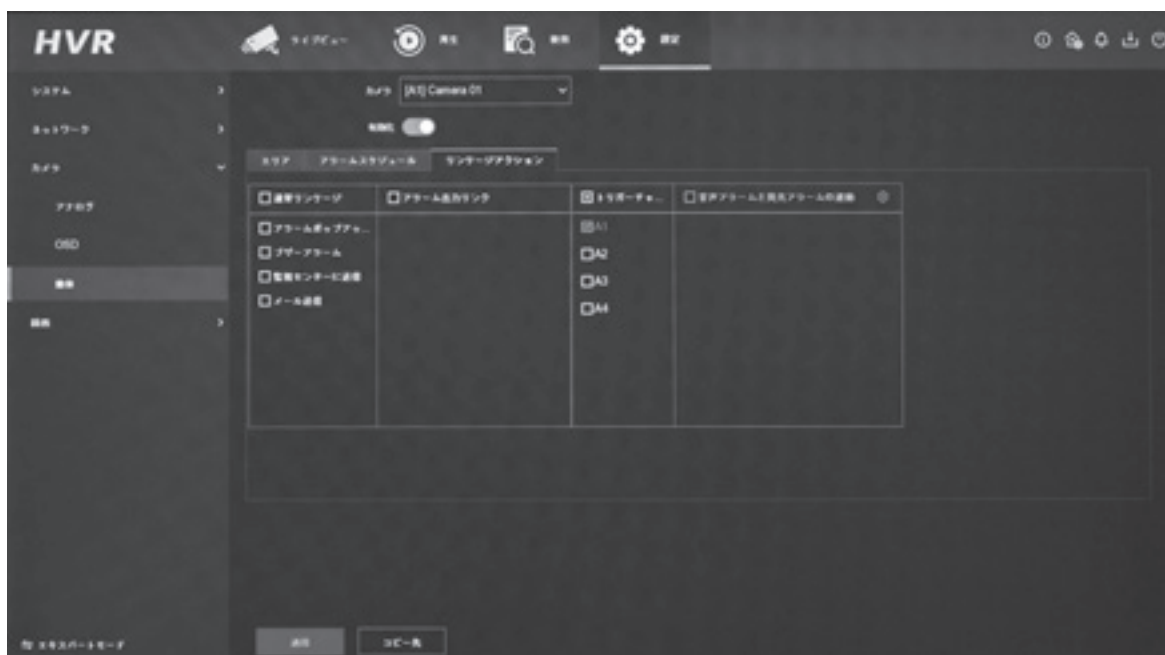 HVR
ライブビュー
再生
検索
設定
システム
ネットワーク
カメラ
アナログ
OSD
録画
エキスパートモード
カメラ
[A1] Camera 01
有効化
エリア
アラームスケジュール
リンケージアクション
通常リンケージ
アラーム出力リンク
トリガーチャ...
音声アラームと発光アラームの連動
アラームポップアッ...
ブザーアラーム
監視センターに送信
メール送信
A1
A2
A3
A4
適用
コピー先